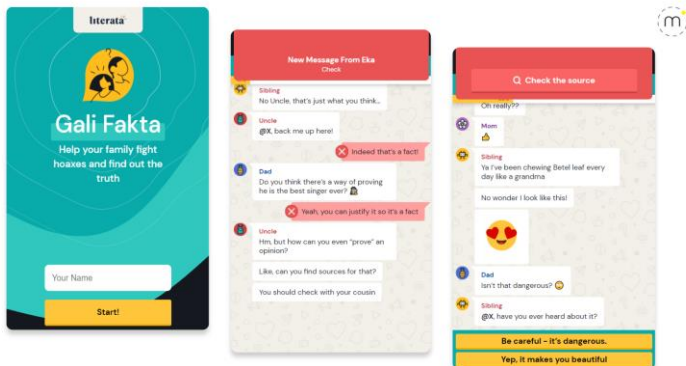 literata
Gali Fakta
Help your family fight
hoaxes and find out the
truth
Your Name
Start!
New Message From Eka
Check
Sibling
No Uncle, that's just what you think...
Uncle
@X, back me up here!
Indeed that's a fact!
Dad
Do you think there's a way of proving
he is the best singer ever?
Yeah, you can justify it so it's a fact
Uncle
Hm, but how can you even "prove" an
opinion?
Like, can you find sources for that?
You should check with your cousin
m
Check the source
Oh really??
Mom
Sibling
Ya I've been chewing Betel leaf every
day like a grandma
No wonder I look like this!
Dad
Isn't that dangerous?
Sibling
@X, have you ever heard about it?
Be careful - it's dangerous.
Yep, it makes you beautiful